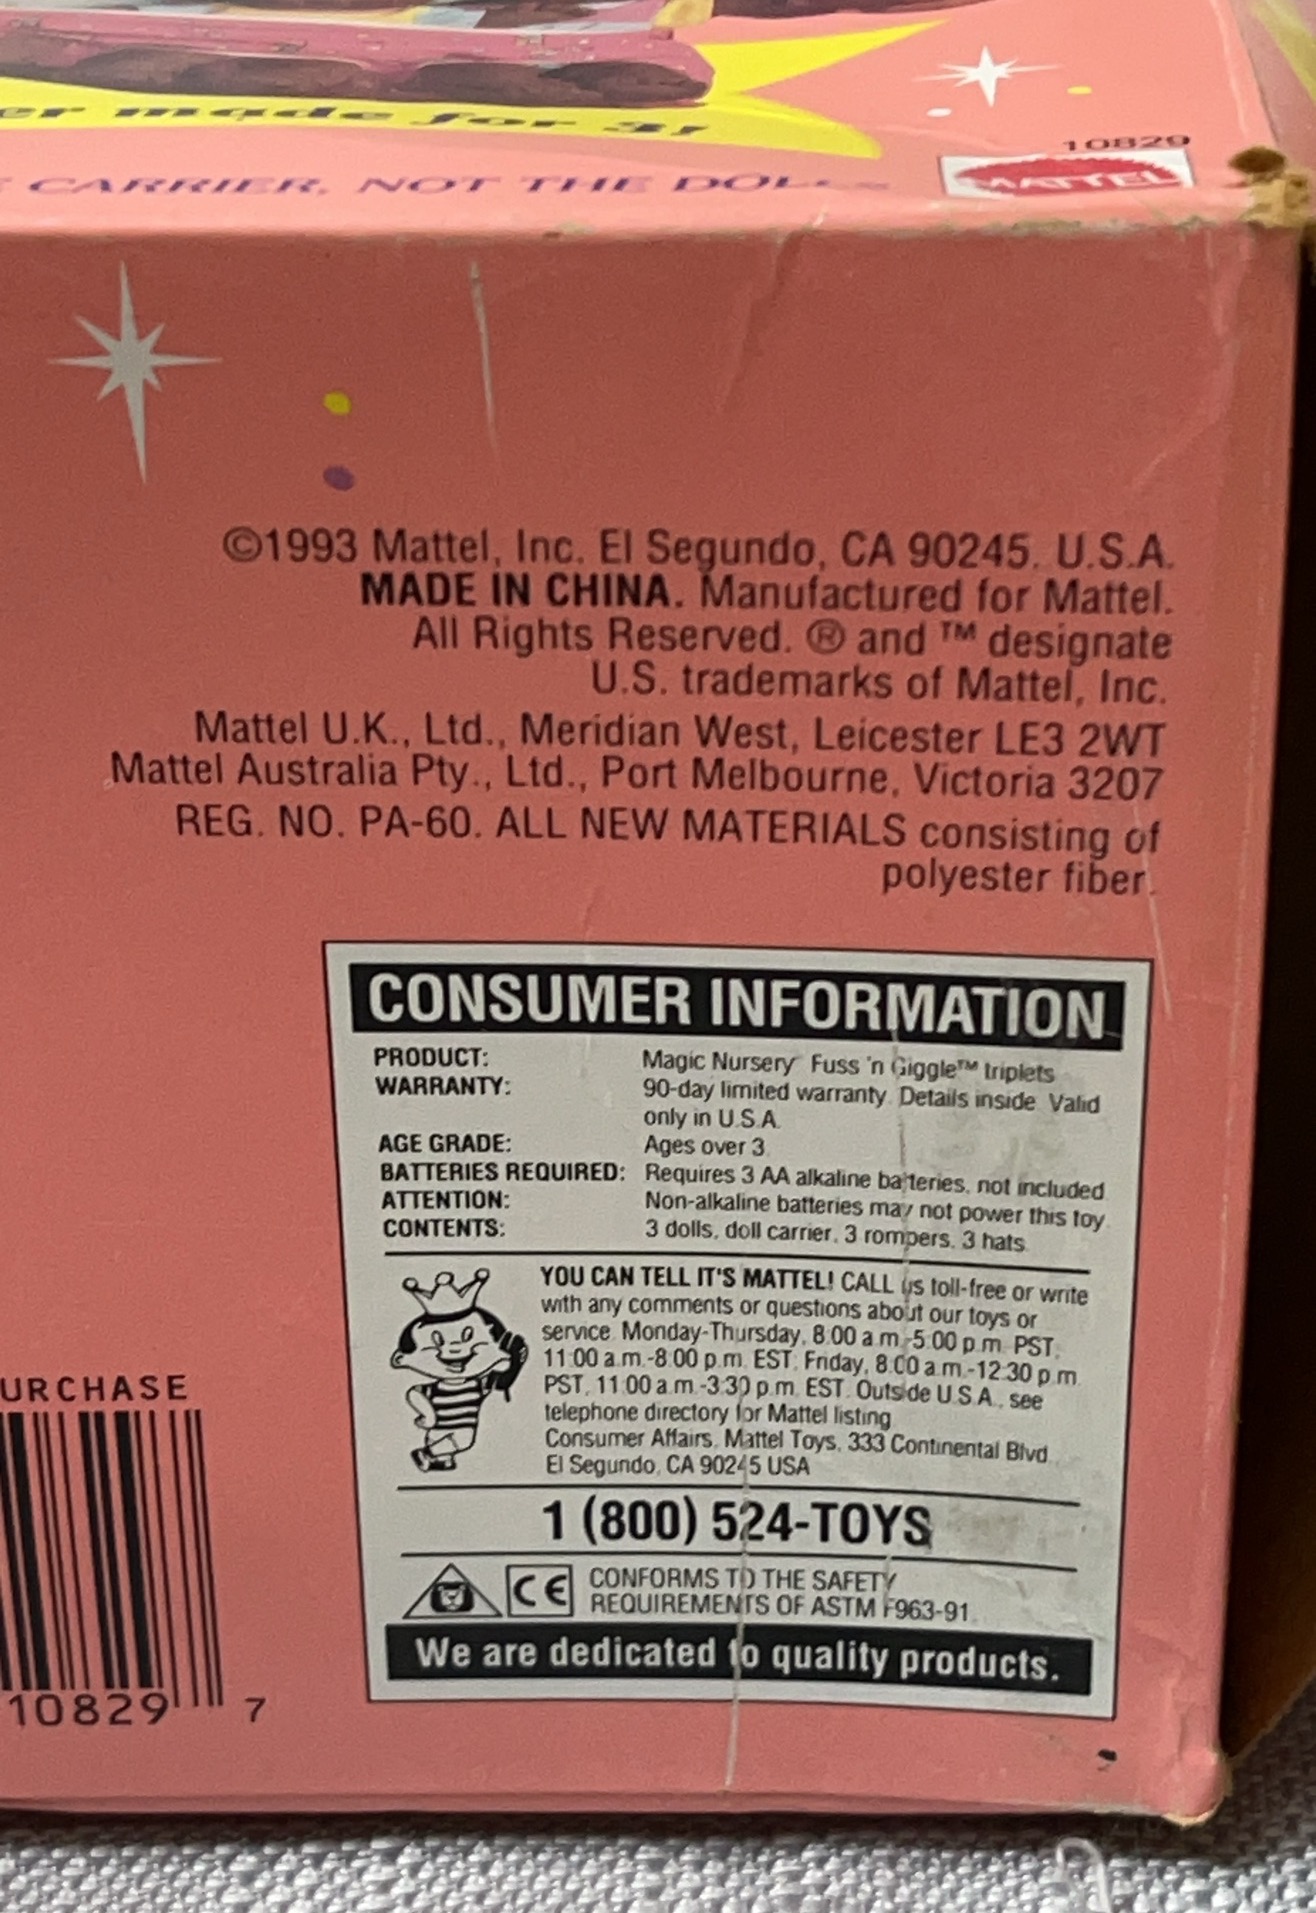 made for 3!
CARRIER, NOT THE
10829
MATTEL
©1993 Mattel, Inc. El Segundo, CA 90245. U.S.A.
MADE IN CHINA. Manufactured for Mattel.
All Rights Reserved. ® and ™ designate
U.S. trademarks of Mattel, Inc.
Mattel U.K., Ltd., Meridian West, Leicester LE3 2WT
Mattel Australia Pty., Ltd., Port Melbourne, Victoria 3207
REG. NO. PA-60. ALL NEW MATERIALS consisting of
polyester fiber.
CONSUMER INFORMATION
PRODUCT: Magic Nursery Fuss 'n Giggle™ triplets
WARRANTY: 90-day limited warranty. Details inside. Valid
only in U.S.A.
AGE GRADE: Ages over 3.
BATTERIES REQUIRED: Requires 3 AA alkaline batteries, not included.
ATTENTION: Non-alkaline batteries may not power this toy.
CONTENTS: 3 dolls, doll carrier, 3 rompers, 3 hats.
YOU CAN TELL IT'S MATTEL! CALL us toll-free or write
with any comments or questions about our toys or
service. Monday-Thursday, 8:00 a.m.-5:00 p.m. PST;
11:00 a.m.-8:00 p.m. EST; Friday, 8:00 a.m.-12:30 p.m.
PST, 11:00 a.m.-3:30 p.m. EST. Outside U.S.A., see
telephone directory for Mattel listing.
Consumer Affairs, Mattel Toys, 333 Continental Blvd.
El Segundo, CA 90245 USA
1 (800) 524-TOYS
CE CONFORMS TO THE SAFETY
REQUIREMENTS OF ASTM F963-91.
We are dedicated to quality products.
URCHASE
10829 7